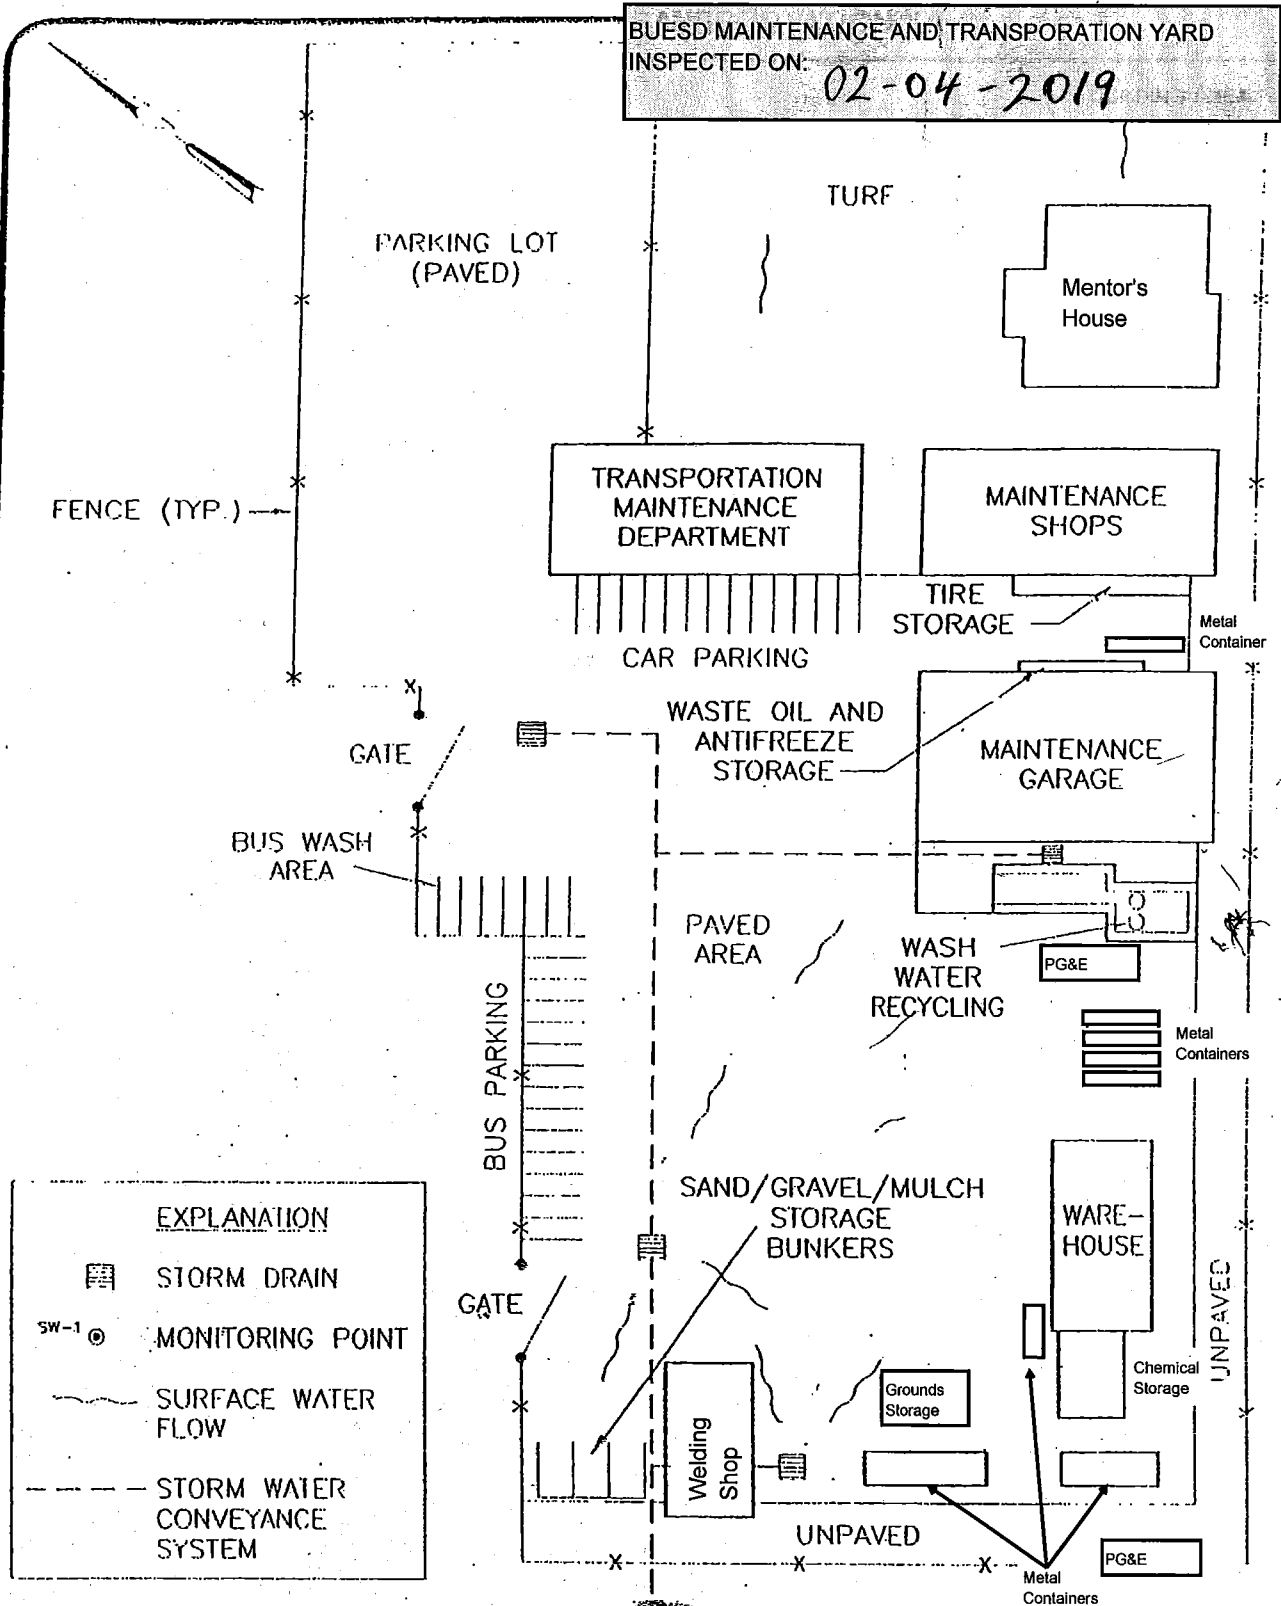 BUESD MAINTENANCE AND TRANSPORATION YARD
INSPECTED ON:
02-04-2019
TURF
PARKING LOT
(PAVED)
Mentor's
House
FENCE (TYP.)
TRANSPORTATION
MAINTENANCE
DEPARTMENT
MAINTENANCE
SHOPS
TIRE
STORAGE
Metal
Container
CAR PARKING
WASTE OIL AND
ANTIFREEZE
STORAGE
MAINTENANCE
GARAGE
GATE
BUS WASH
AREA
PAVED
AREA
WASH
WATER
RECYCLING
PG&E
Metal
Containers
BUS PARKING
SAND/GRAVEL/MULCH
STORAGE
BUNKERS
WARE-
HOUSE
UNPAVED
GATE
Chemical
Storage
Grounds
Storage
Welding
Shop
UNPAVED
PG&E
Metal
Containers
EXPLANATION
STORM DRAIN
SW-1
MONITORING POINT
SURFACE WATER
FLOW
STORM WATER
CONVEYANCE
SYSTEM